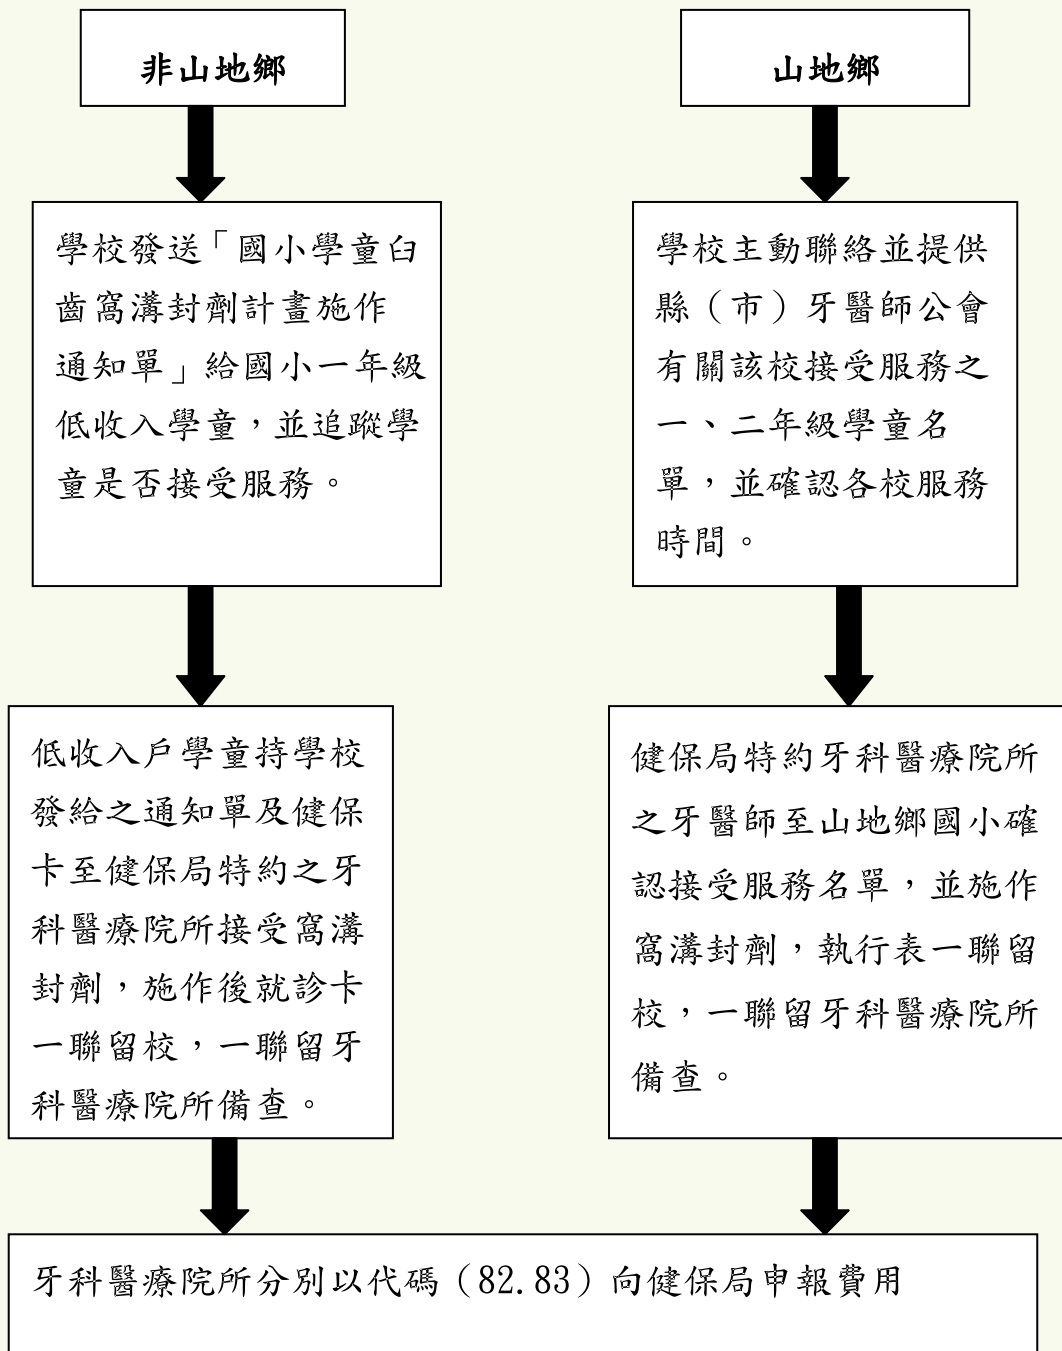 非山地鄉
學校發送「國小學童臼
齒窩溝封劑計畫施作
通知單」給國小一年級
低收入學童，並追蹤學
童是否接受服務。
低收入戶學童持學校
發給之通知單及健保
卡至健保局特約之牙
科醫療院所接受窩溝
封劑，施作後就診卡
一聯留校，一聯留牙
科醫療院所備查。
山地鄉
學校主動聯絡並提供
縣（市）牙醫師公會
有關該校接受服務之
一、二年級學童名
單，並確認各校服務
時間。
健保局特約牙科醫療院所
之牙醫師至山地鄉國小確
認接受服務名單，並施作
窩溝封劑，執行表一聯留
校，一聯留牙科醫療院所
備查。
牙科醫療院所分別以代碼（82.83）向健保局申報費用